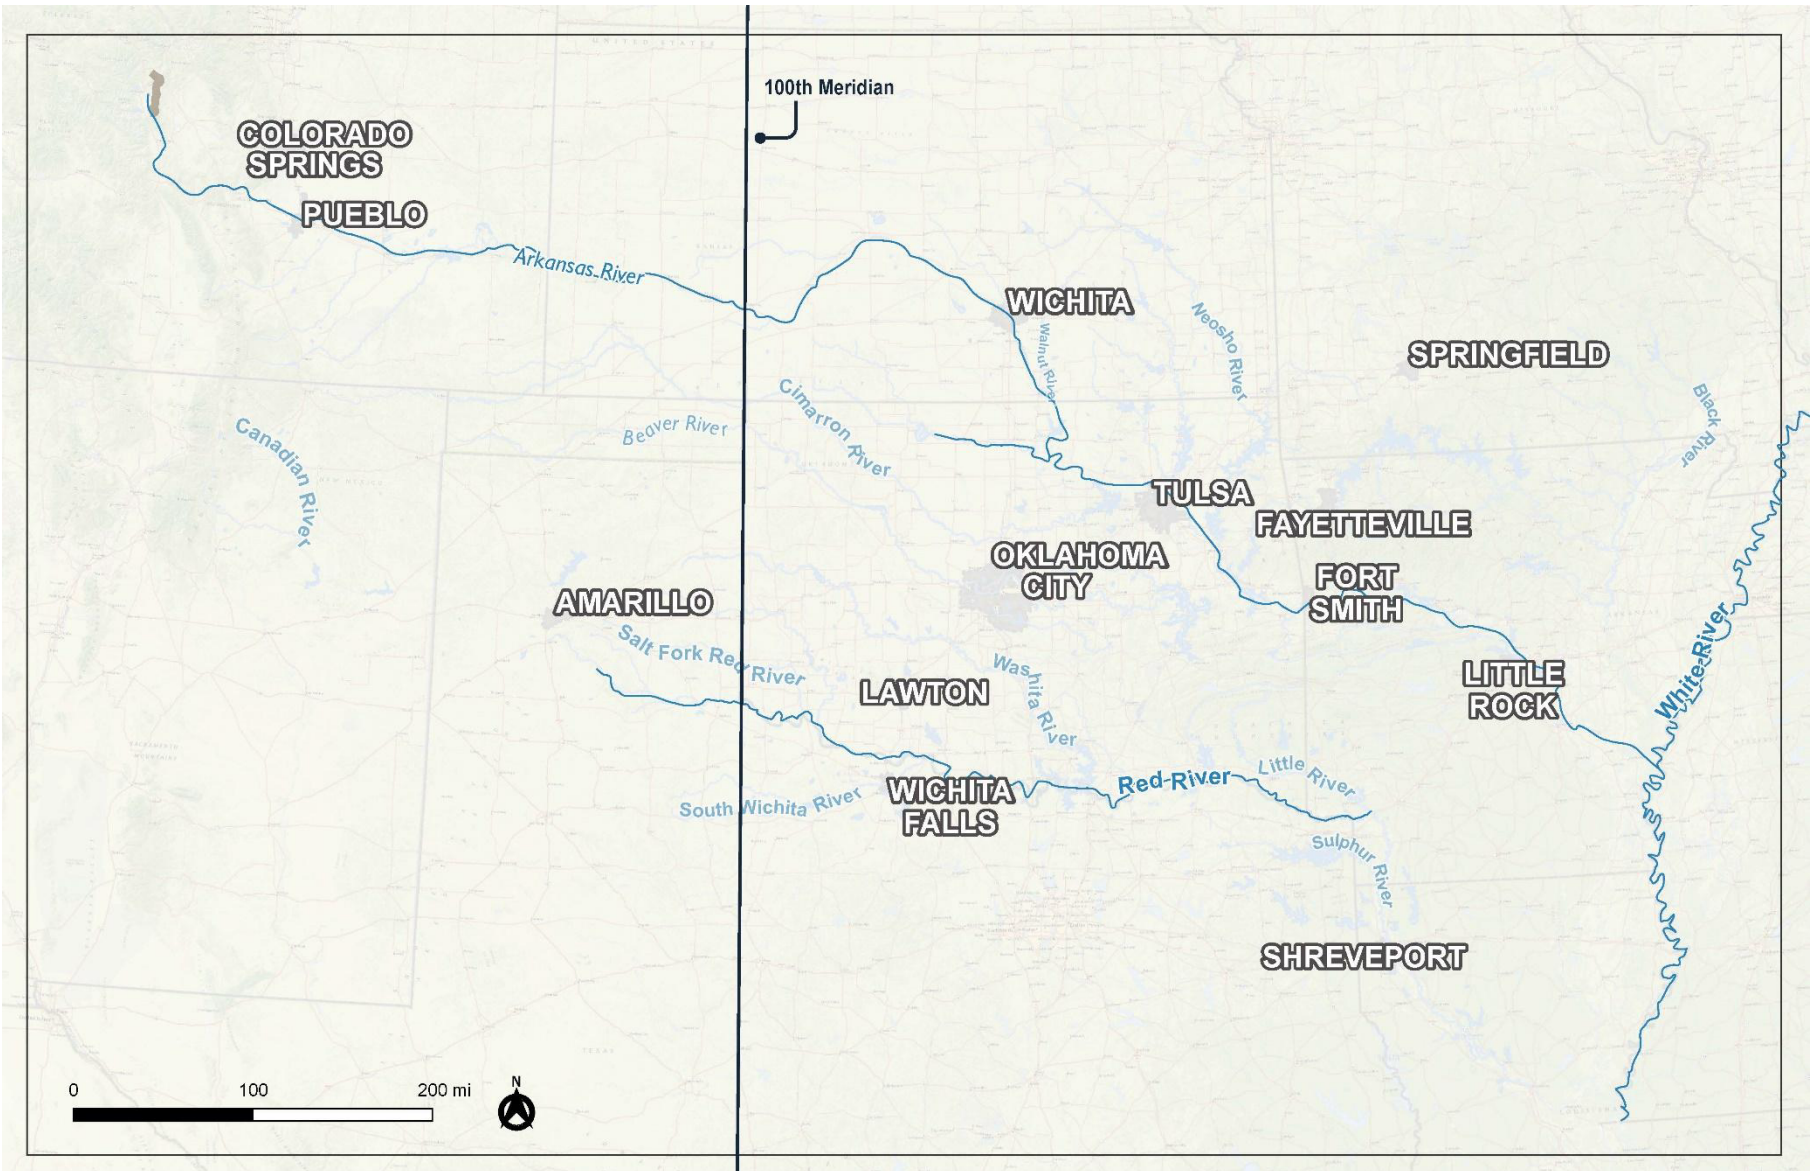 100th Meridian
COLORADO
SPRINGS
PUEBLO
Arkansas River
WICHITA
Walnut River
Neosho River
SPRINGFIELD
Black River
Cimarron River
Beaver River
Canadian River
TULSA
FAYETTEVILLE
OKLAHOMA
CITY
FORT
SMITH
AMARILLO
Salt Fork Red River
White River
Washita River
LAWTON
LITTLE
ROCK
Red River
Little River
South Wichita River
WICHITA
FALLS
Sulphur River
SHREVEPORT
0 100 200 mi
N